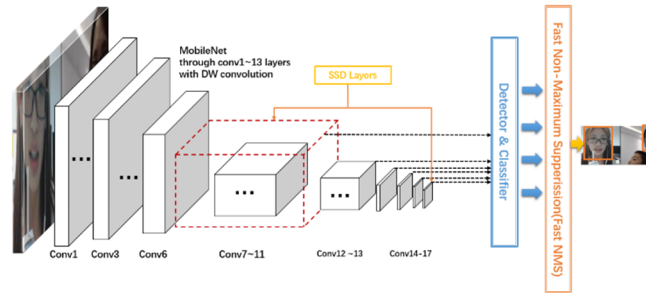 MobileNet
through conv1~13 layers
with DW convolution
SSD Layers
Conv1
Conv3
Conv6
Conv7~11
Conv12 ~13
Conv14-17
Detector & Classifier
Fast Non-Maximum Supperission(Fast NMS)